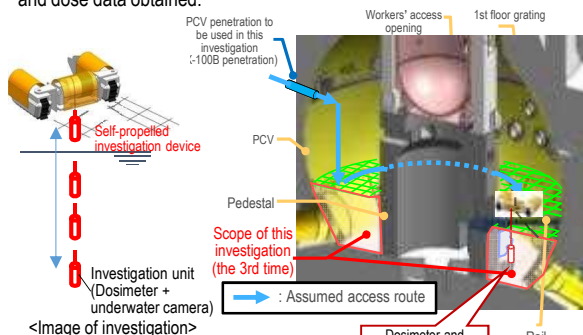 and dose data obtained.
PCV penetration to
be used in this
investigation
X-100B penetration)
Workers' access
opening
1st floor grating
Self-propelled
investigation device
PCV
Pedestal
Scope of this
investigation
(the 3rd time)
Investigation unit
(Dosimeter +
underwater camera)
: Assumed access route
<Image of investigation>
Dosimeter and
Rail